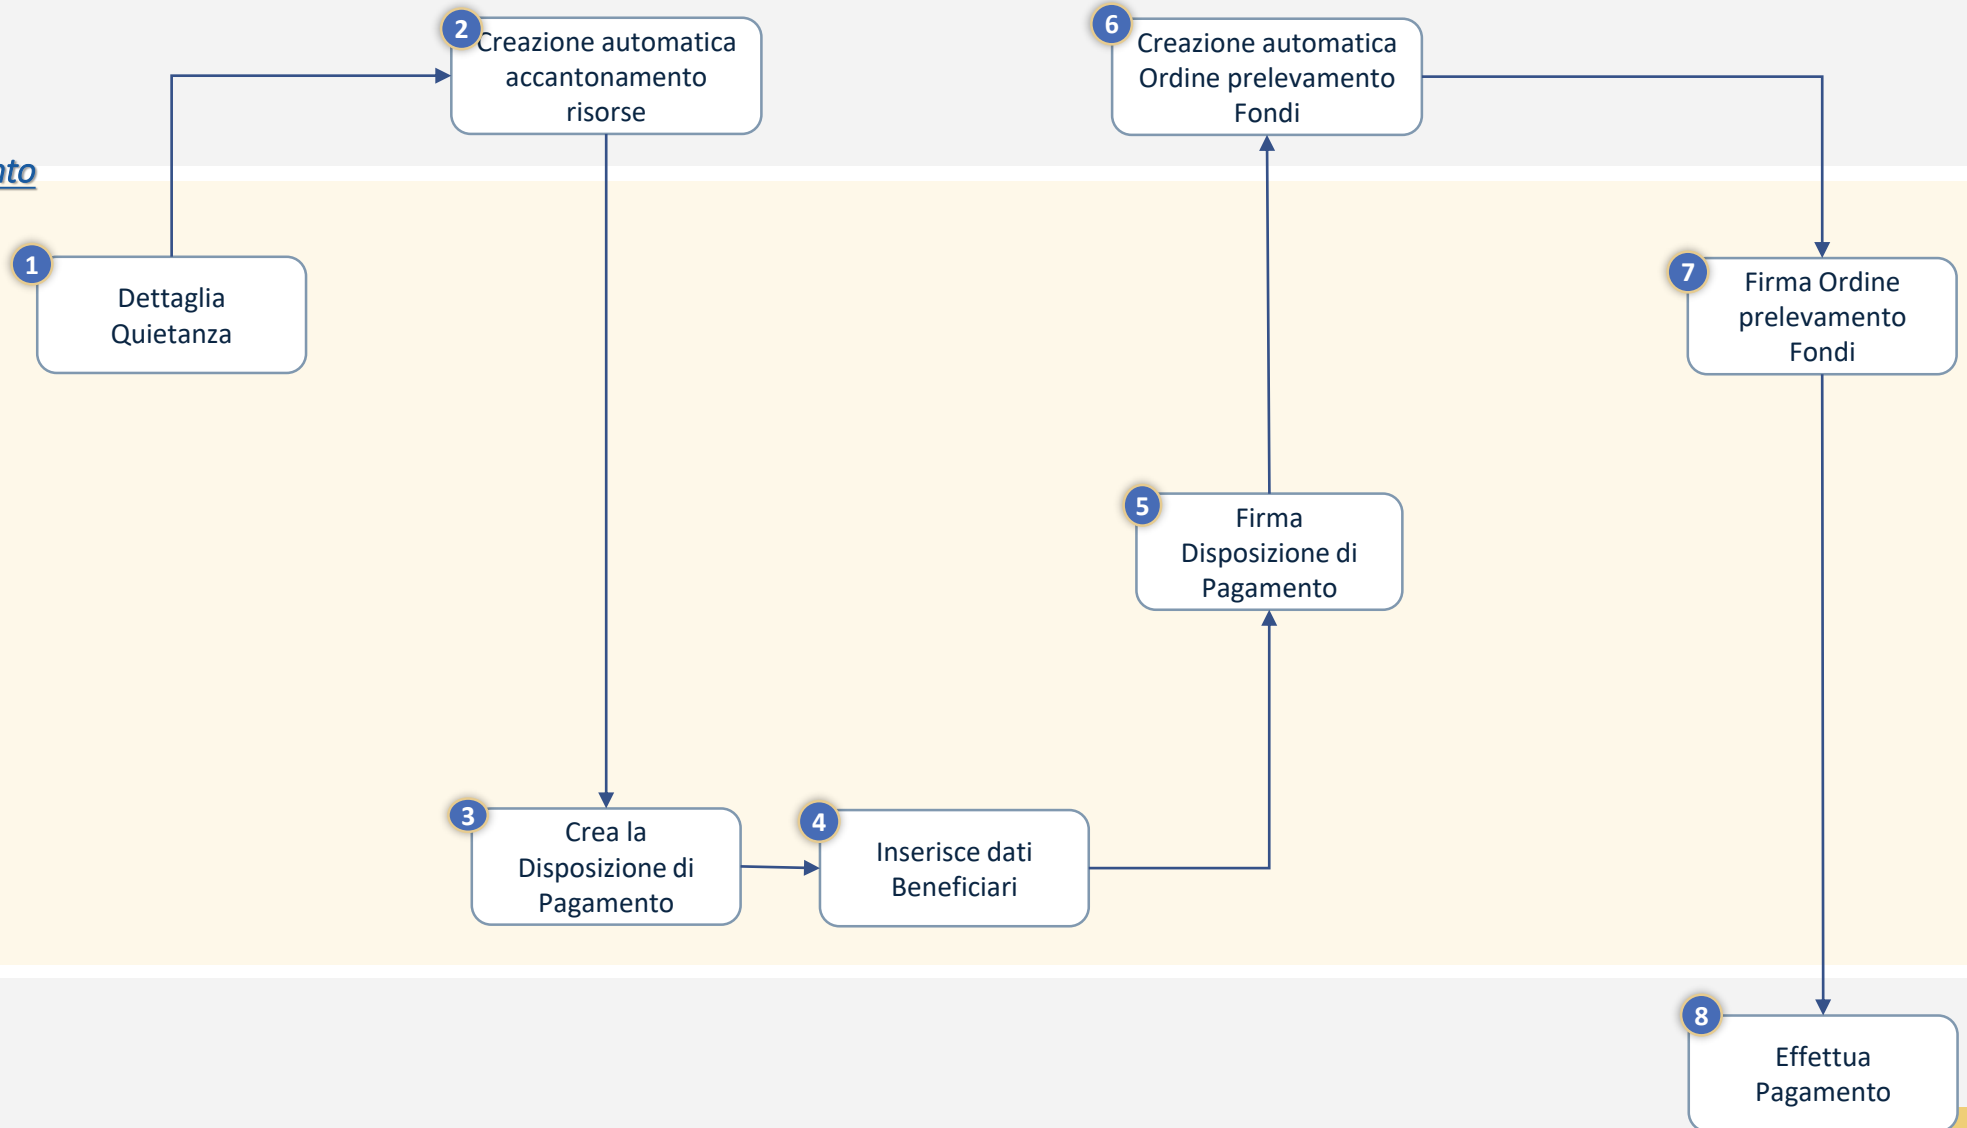 2
Creazione automatica
accantonamento
risorse
6
Creazione automatica
Ordine prelevamento
Fondi
1
Dettaglia
Quietanza
7
Firma Ordine
prelevamento
Fondi
5
Firma
Disposizione di
Pagamento
3
Crea la
Disposizione di
Pagamento
4
Inserisce dati
Beneficiari
8
Effettua
Pagamento